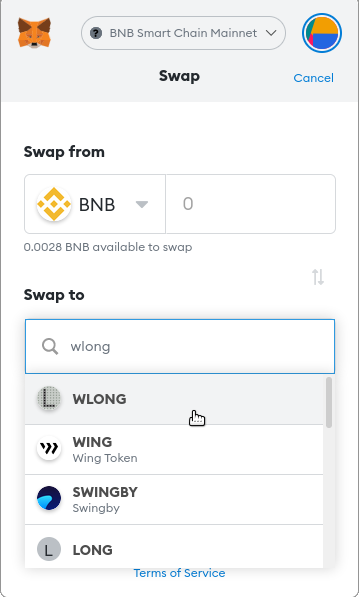 BNB Smart Chain Mainnet
Swap
Cancel
Swap from
BNB
0
0.0028 BNB available to swap
Swap to
wlong
L
WLONG
WING
Wing Token
SWINGBY
Swingby
L
LONG
Terms of Service